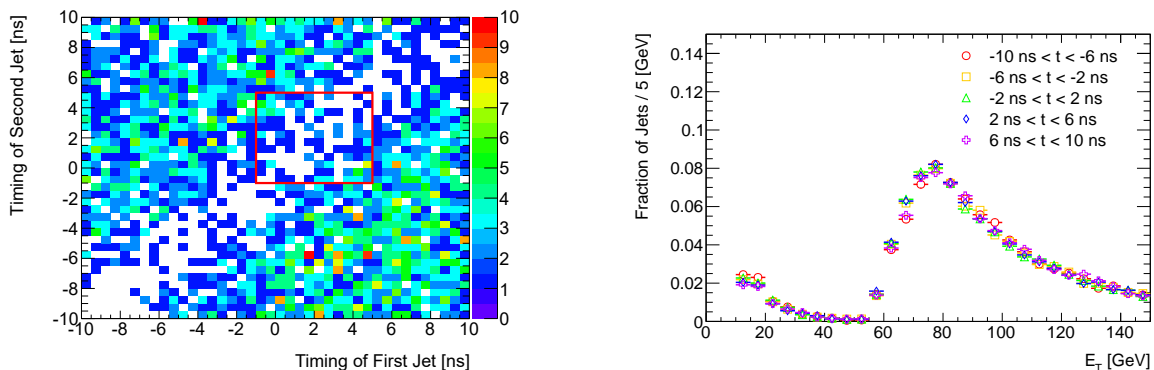 Timing of Second Jet [ns]
10
8
6
4
2
0
-2
-4
-6
-8
-10
-10 -8 -6 -4 -2 0 2 4 6 8 10
Timing of First Jet [ns]
10
9
8
7
6
5
4
3
2
1
0
Fraction of Jets / 5 [GeV]
0.14
0.12
0.1
0.08
0.06
0.04
0.02
0
0 20 40 60 80 100 120 140
E_T [GeV]
-10 ns < t < -6 ns
-6 ns < t < -2 ns
-2 ns < t < 2 ns
2 ns < t < 6 ns
6 ns < t < 10 ns